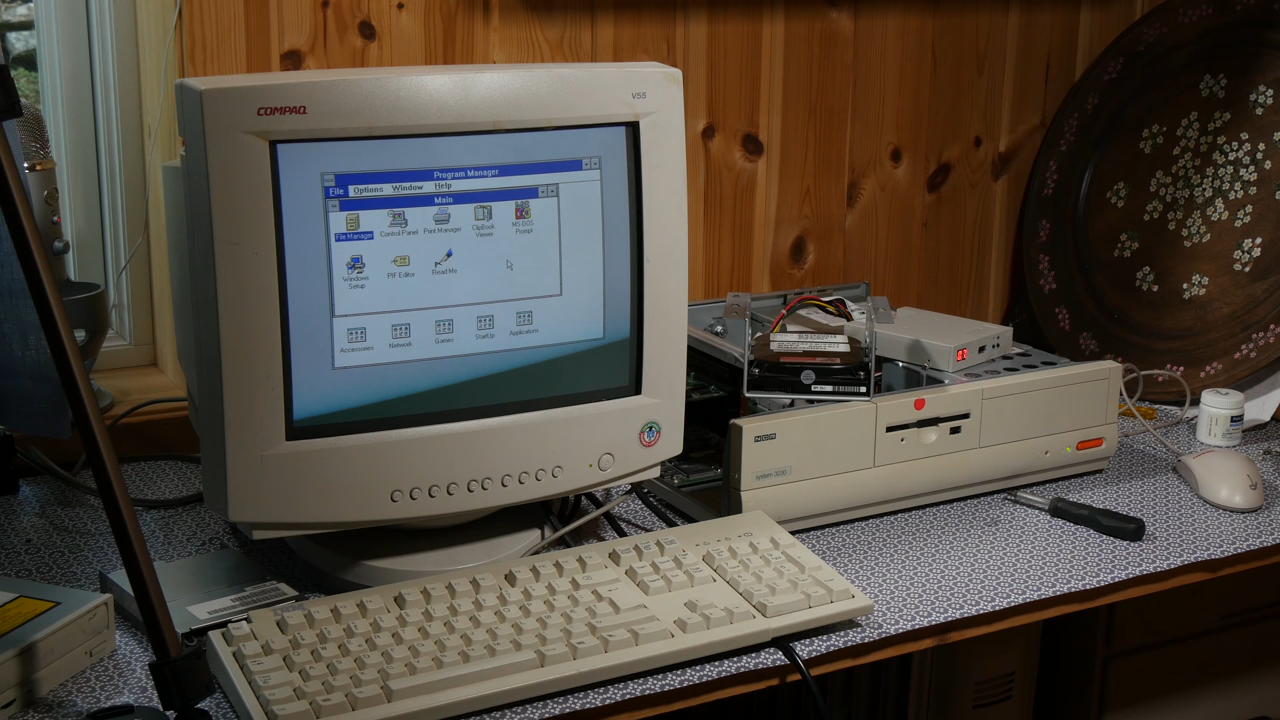 COMPAQ
V55
Program Manager
File Options Window Help
Main
File Manager
Control Panel
Print Manager
ClipBook Viewer
MS-DOS Prompt
Windows Setup
PIF Editor
Read Me
Accessories
Network
Games
StartUp
Applications
NCR
system 3230